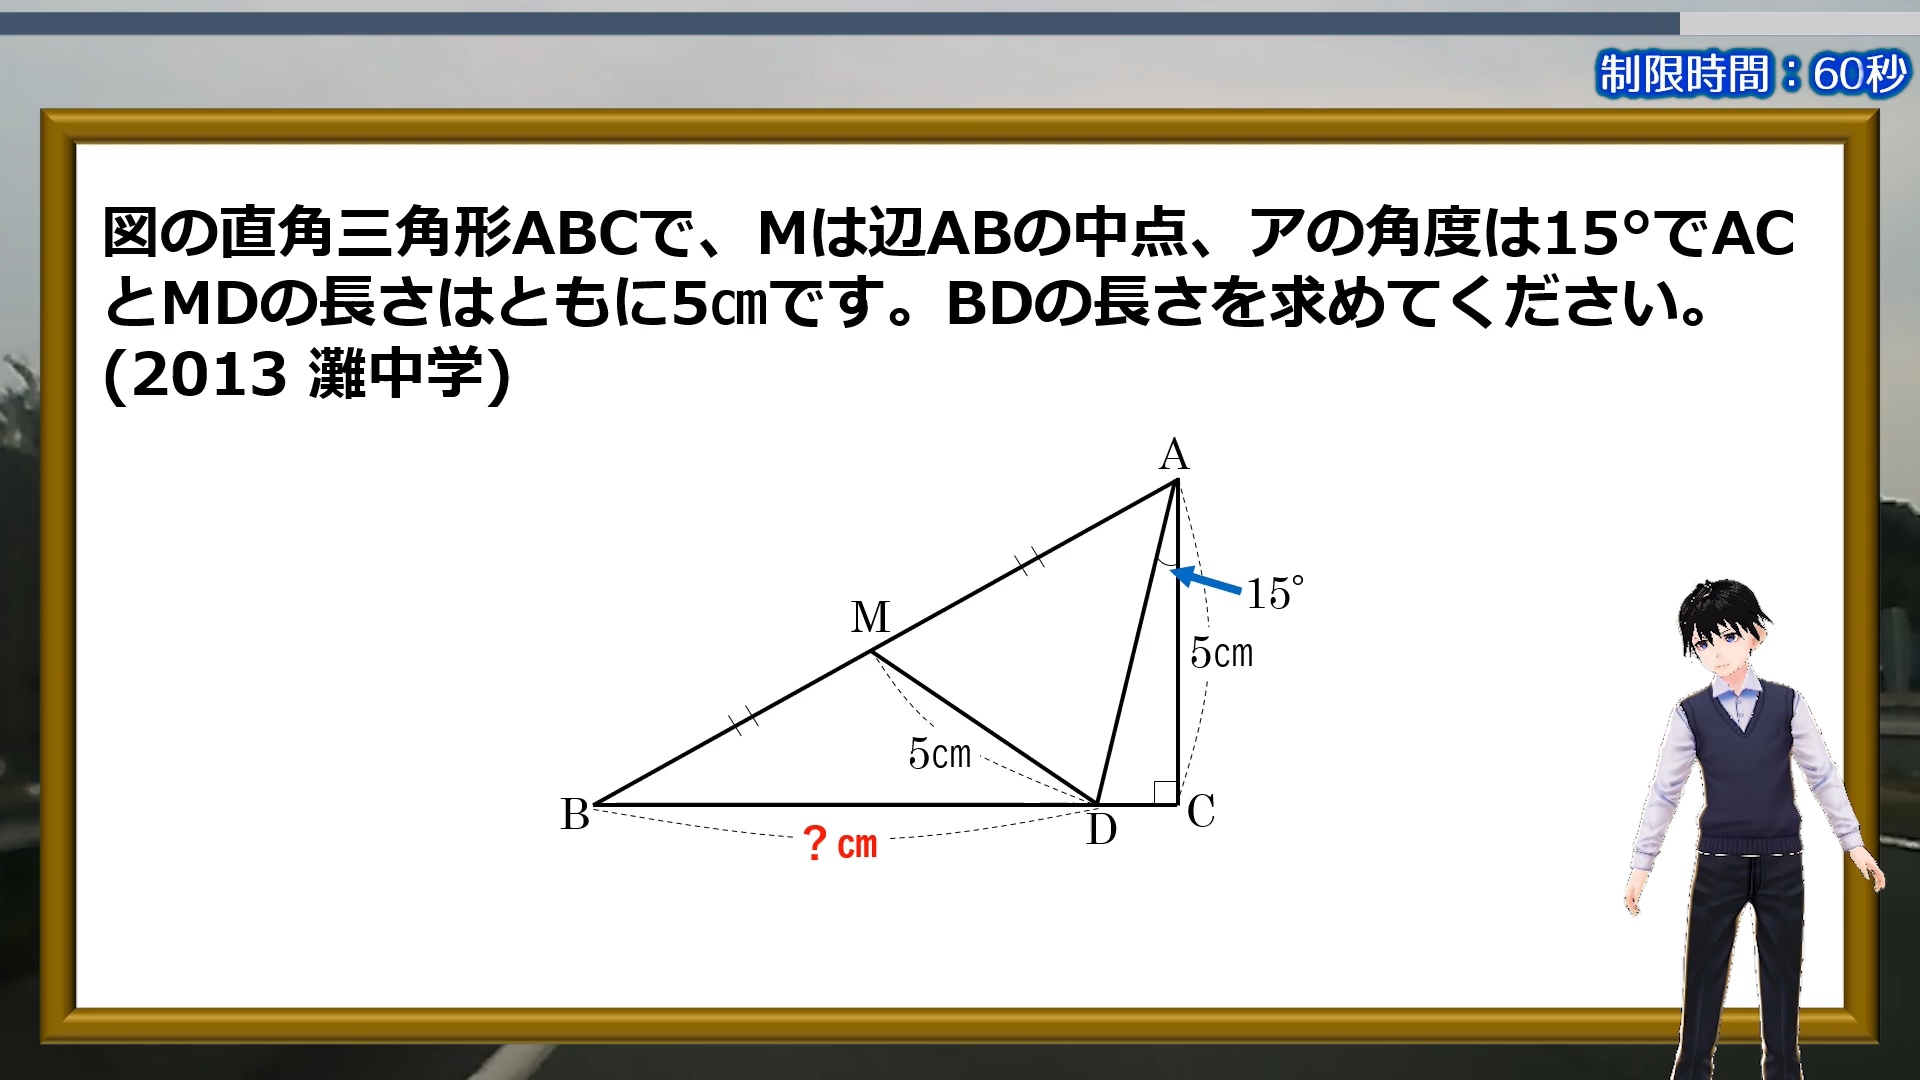 制限時間：60秒
図の直角三角形ABCで、Mは辺ABの中点、アの角度は15°でAC
とMDの長さはともに5㎝です。BDの長さを求めてください。
(2013 灘中学)
A
15°
M
5㎝
5㎝
B
C
D
？㎝